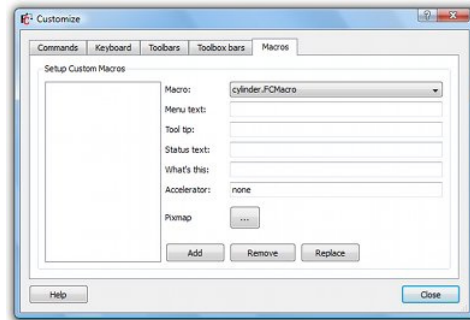 Customize
Commands Keyboard Toolbars Toolbox bars Macros
Setup Custom Macros
Macro: cylinder.FCMacro
Menu text:
Tool tip:
Status text:
What's this:
Accelerator: none
Pixmap ...
Add Remove Replace
Help Close